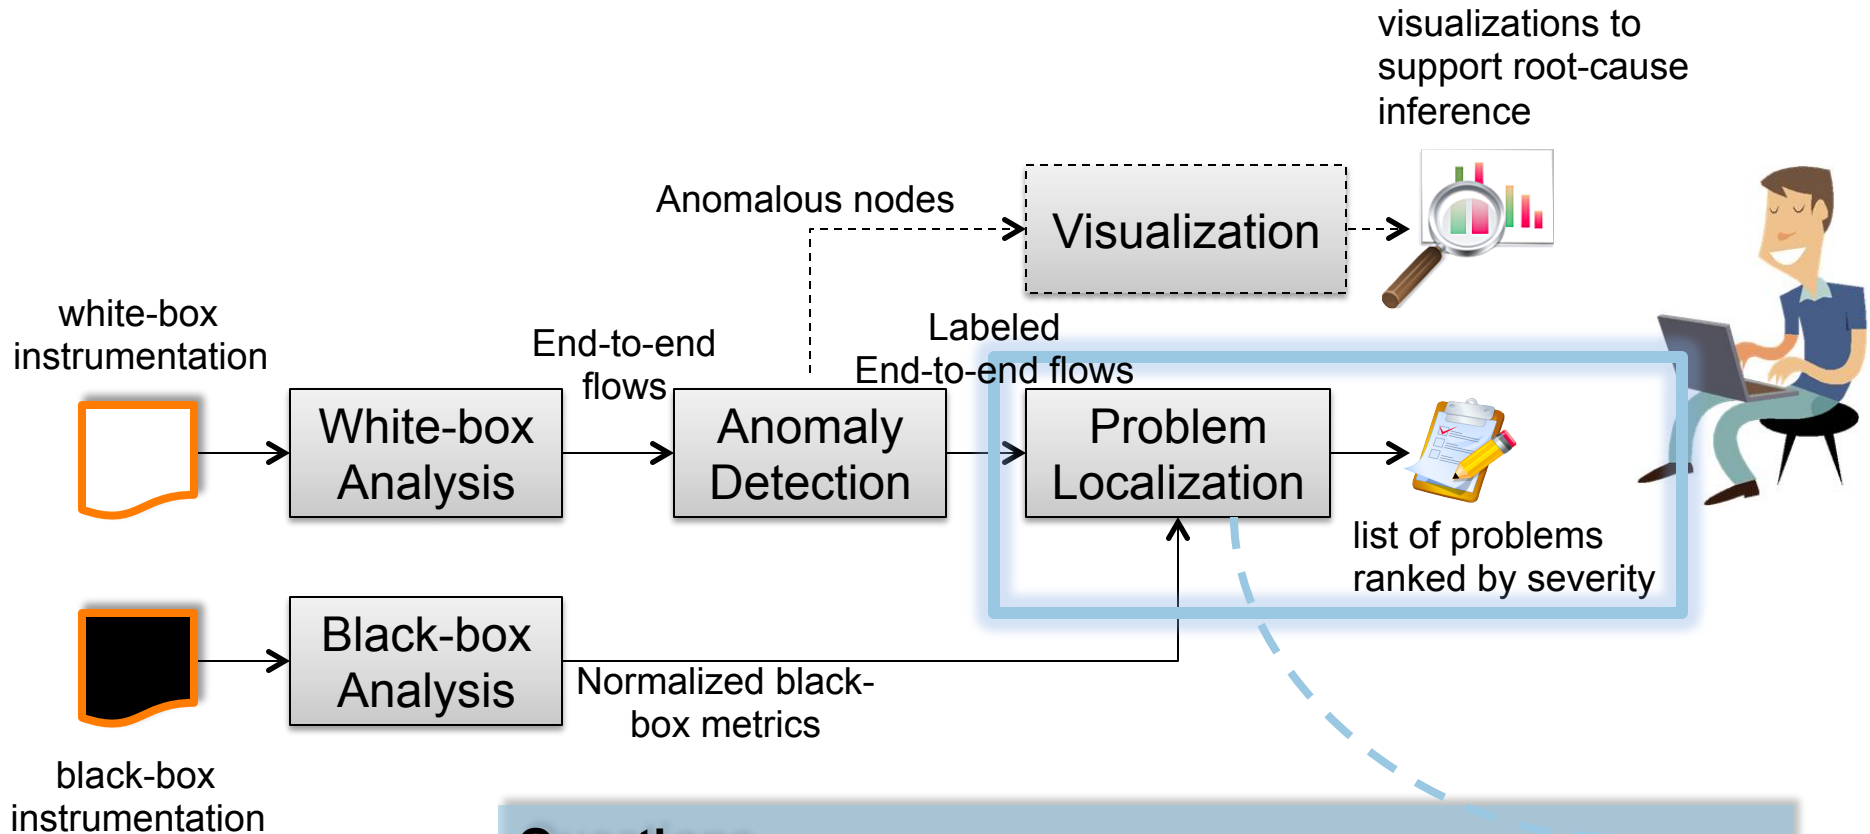 visualizations to
support root-cause
inference
Anomalous nodes
Visualization
white-box
instrumentation
End-to-end
flows
Labeled
End-to-end flows
White-box
Analysis
Anomaly
Detection
Problem
Localization
list of problems
ranked by severity
Black-box
Analysis
Normalized black-
box metrics
black-box
instrumentation